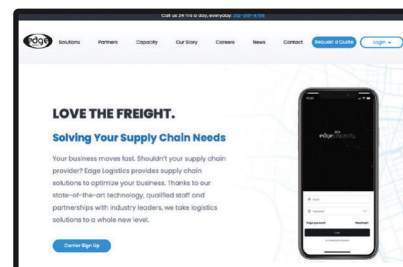 Call us 24 hrs a day, everyday:
edge
Solutions Partners Capacity Our Story Careers News Contact Request a Quote Login
LOVE THE FREIGHT.
Solving Your Supply Chain Needs
Your business moves fast. Shouldn't your supply chain
provider? Edge Logistics provides supply chain
solutions to optimize your business. Thanks to our
state-of-the-art technology, qualified staff and
partnerships with industry leaders, we take logistics
solutions to a whole new level.
Carrier Sign Up
edgecapacity